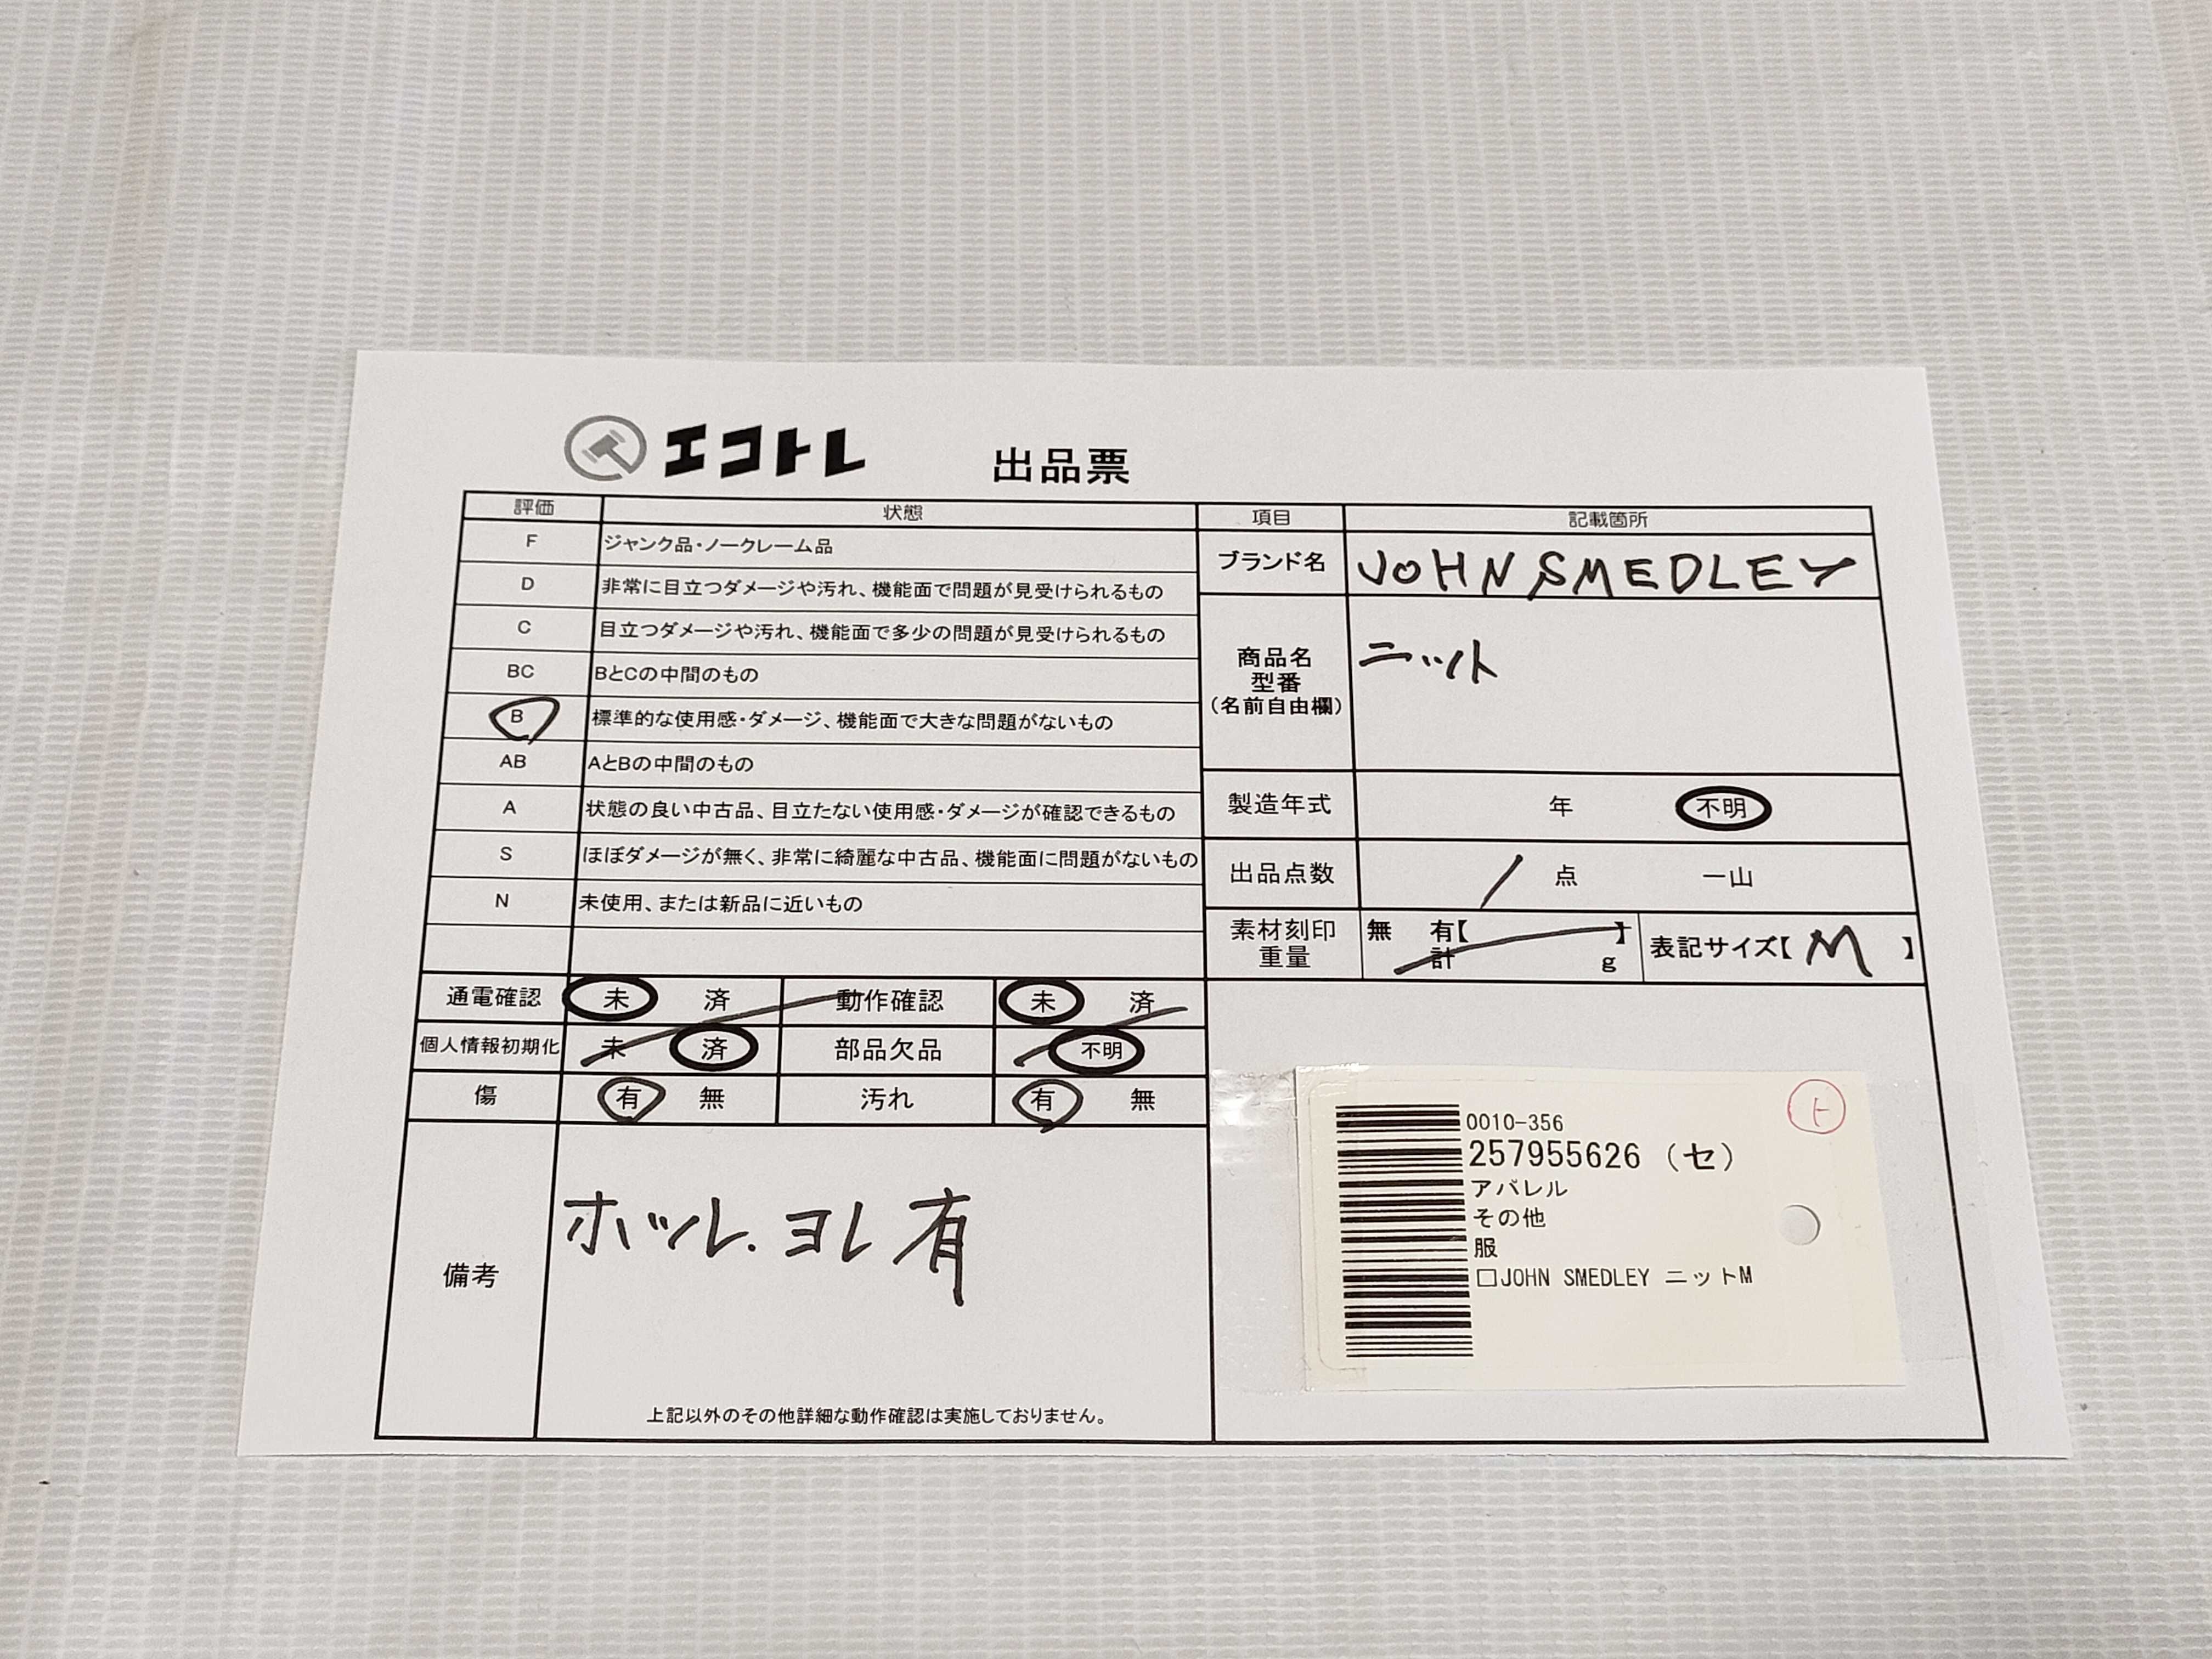 エコトレ 出品票
評価 状態 項目 記載箇所
F ジャンク品・ノークレーム品
D 非常に目立つダメージや汚れ、機能面で問題が見受けられるもの
C 目立つダメージや汚れ、機能面で多少の問題が見受けられるもの
BC BとCの中間のもの
B 標準的な使用感・ダメージ、機能面で大きな問題がないもの
AB AとBの中間のもの
A 状態の良い中古品、目立たない使用感・ダメージが確認できるもの
S ほぼダメージが無く、非常に綺麗な中古品、機能面に問題がないもの
N 未使用、または新品に近いもの
ブランド名 JOHN SMEDLEY
商品名
型番
(名前自由欄)
ニット
製造年式 年 不明
出品点数 1 点 一山
素材刻印 無 有【 】
重量 計 g
表記サイズ【 M 】
通電確認 未 済 動作確認 未 済
個人情報初期化 未 済 部品欠品 不明
傷 有 無 汚れ 有 無
備考
ホツレ.ヨレ有
上記以外のその他詳細な動作確認は実施しておりません。
0010-356
257955626 (セ)
アパレル
その他
服
□JOHN SMEDLEY ニットM
ト